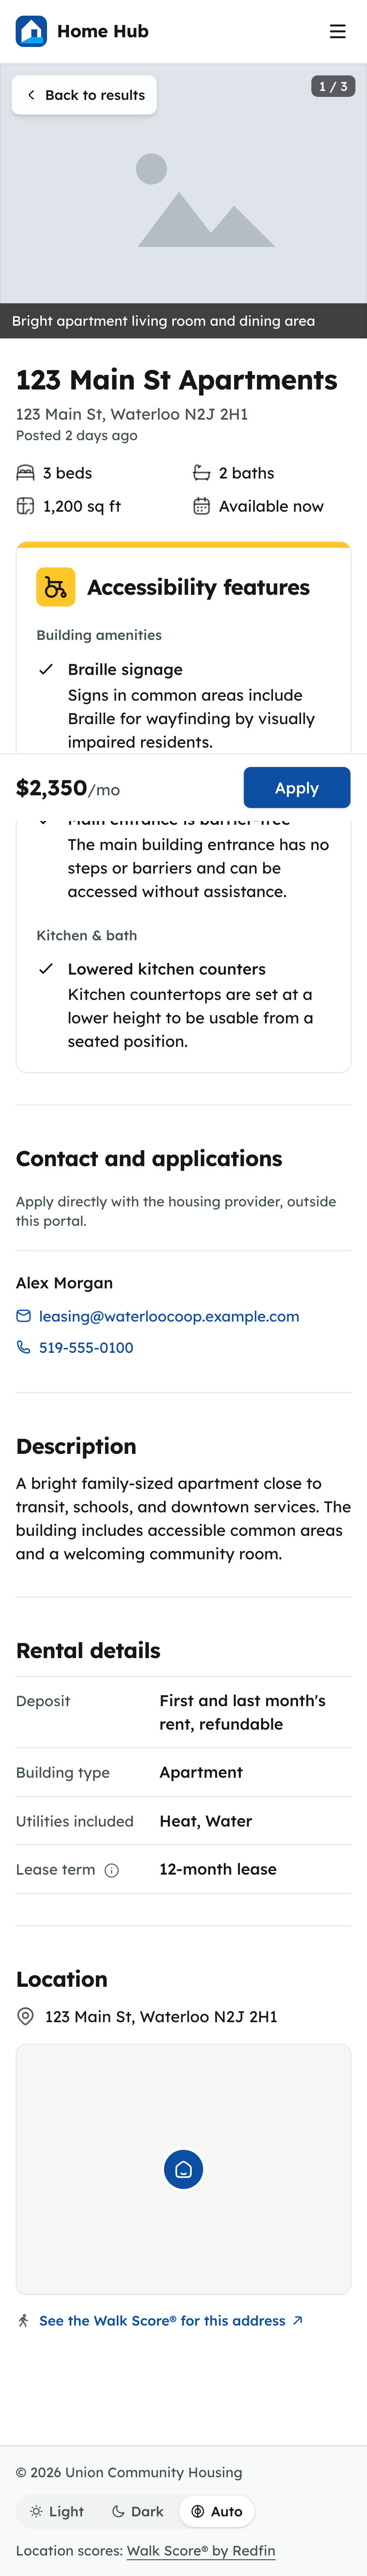 Home Hub
Back to results
1 / 3
Bright apartment living room and dining area
123 Main St Apartments
123 Main St, Waterloo N2J 2H1
Posted 2 days ago
3 beds
2 baths
1,200 sq ft
Available now
Accessibility features
Building amenities
Braille signage
Signs in common areas include
Braille for wayfinding by visually
impaired residents.
$2,350/mo
Apply
Main entrance is barrier-free
The main building entrance has no
steps or barriers and can be
accessed without assistance.
Kitchen & bath
Lowered kitchen counters
Kitchen countertops are set at a
lower height to be usable from a
seated position.
Contact and applications
Apply directly with the housing provider, outside
this portal.
Alex Morgan
leasing@waterloocoop.example.com
519-555-0100
Description
A bright family-sized apartment close to
transit, schools, and downtown services. The
building includes accessible common areas
and a welcoming community room.
Rental details
Deposit
First and last month's
rent, refundable
Building type
Apartment
Utilities included
Heat, Water
Lease term
12-month lease
Location
123 Main St, Waterloo N2J 2H1
See the Walk Score® for this address
© 2026 Union Community Housing
Light
Dark
Auto
Location scores: Walk Score® by Redfin